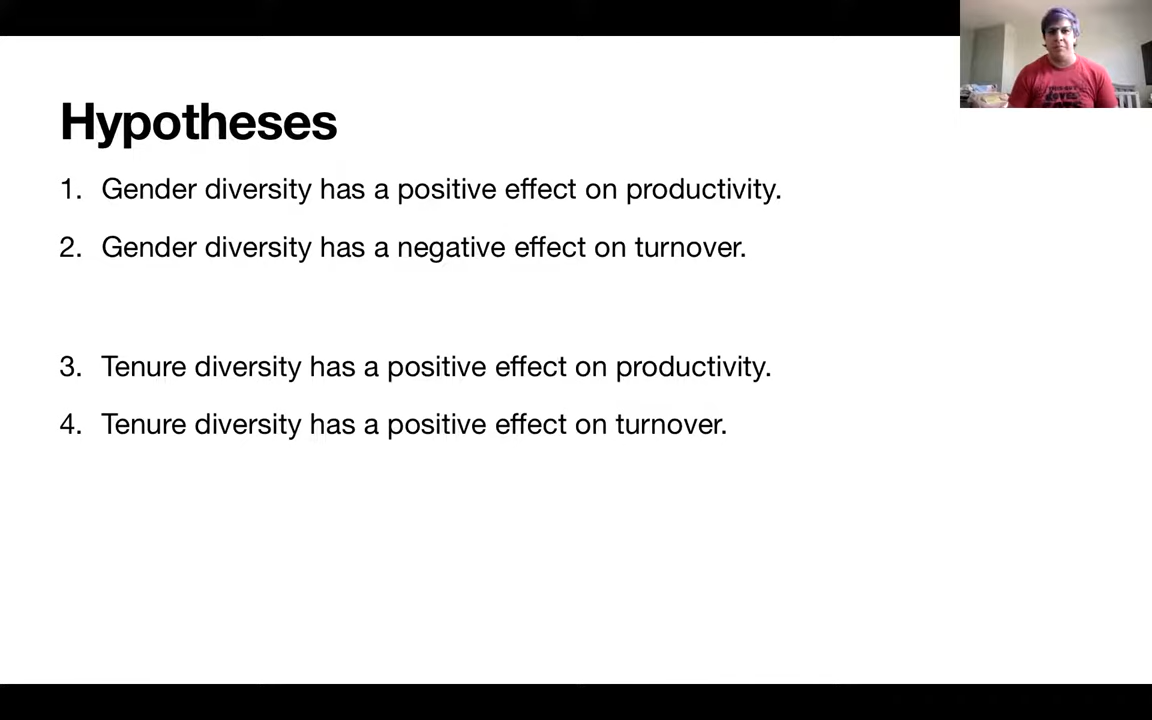 Hypotheses
1. Gender diversity has a positive effect on productivity.
2. Gender diversity has a negative effect on turnover.
3. Tenure diversity has a positive effect on productivity.
4. Tenure diversity has a positive effect on turnover.